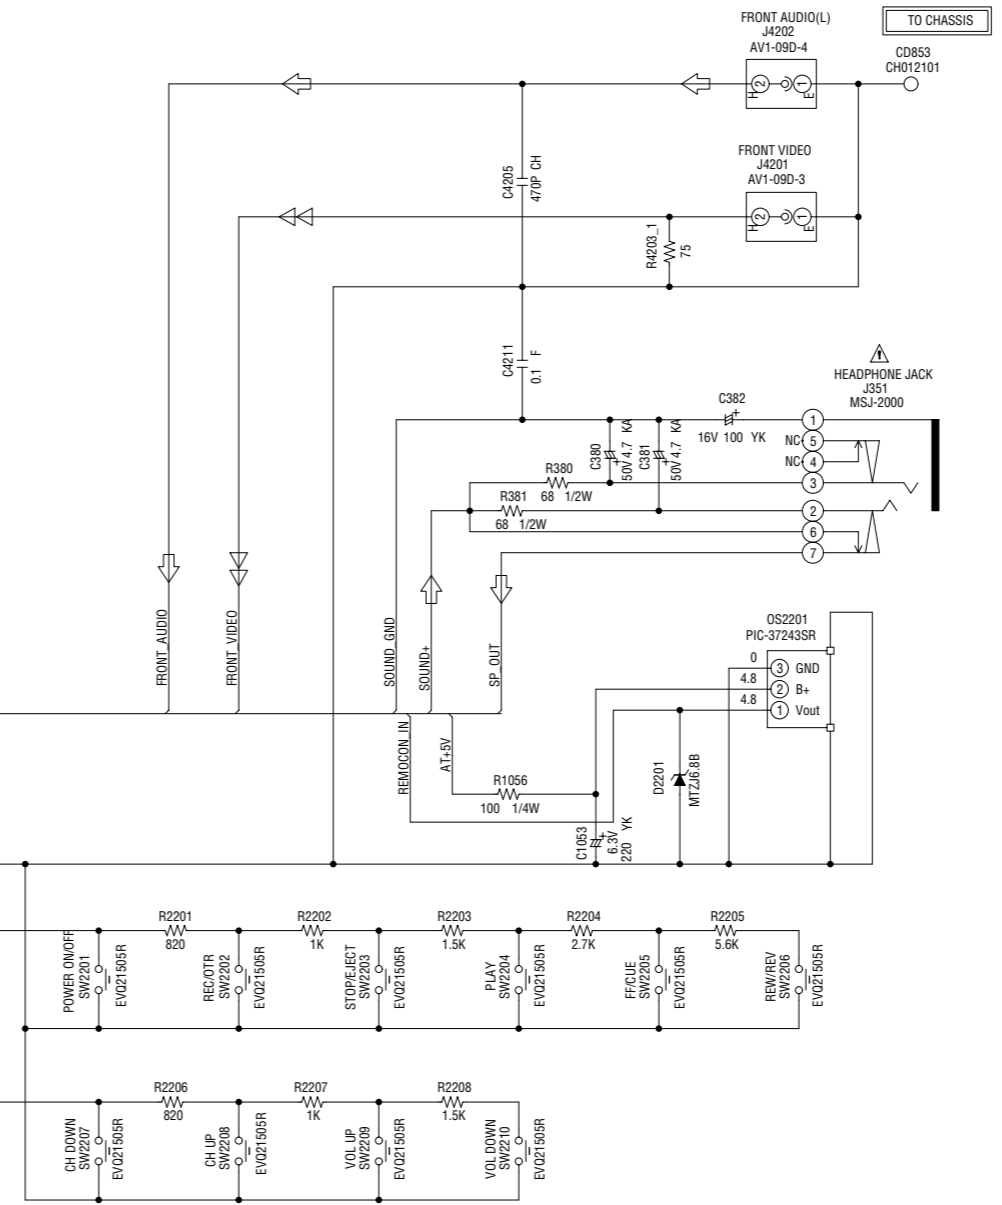 FRONT AUDIO(L)
J4202
AV1-09D-4
TO CHASSIS
CD853
CH012101
H
2
1
E
FRONT VIDEO
J4201
AV1-09D-3
H
2
1
E
C4205
470P CH
R4203_1
75
C4211
0.1 F
HEADPHONE JACK
J351
MSJ-2000
C382
16V 100 YK
1
NC
5
NC
4
3
2
6
7
C380
50V 4.7 KA
C381
50V 4.7 KA
R380
68 1/2W
R381
68 1/2W
FRONT_AUDIO
FRONT_VIDEO
SOUND_GND
SOUND+
SP_OUT
OS2201
PIC-37243SR
0
3 GND
4.8
2 B+
4.8
1 Vout
REMOCON_IN
AT+5V
R1056
100 1/4W
C1053
6.3V
220 YK
D2201
MTZJ6.8B
R2201
820
R2202
1K
R2203
1.5K
R2204
2.7K
R2205
5.6K
POWER ON/OFF
SW2201
EVQ21505R
REC/OTR
SW2202
EVQ21505R
STOP/EJECT
SW2203
EVQ21505R
PLAY
SW2204
EVQ21505R
FF/CUE
SW2205
EVQ21505R
REW/REV
SW2206
EVQ21505R
R2206
820
R2207
1K
R2208
1.5K
CH DOWN
SW2207
EVQ21505R
CH UP
SW2208
EVQ21505R
VOL UP
SW2209
EVQ21505R
VOL DOWN
SW2210
EVQ21505R